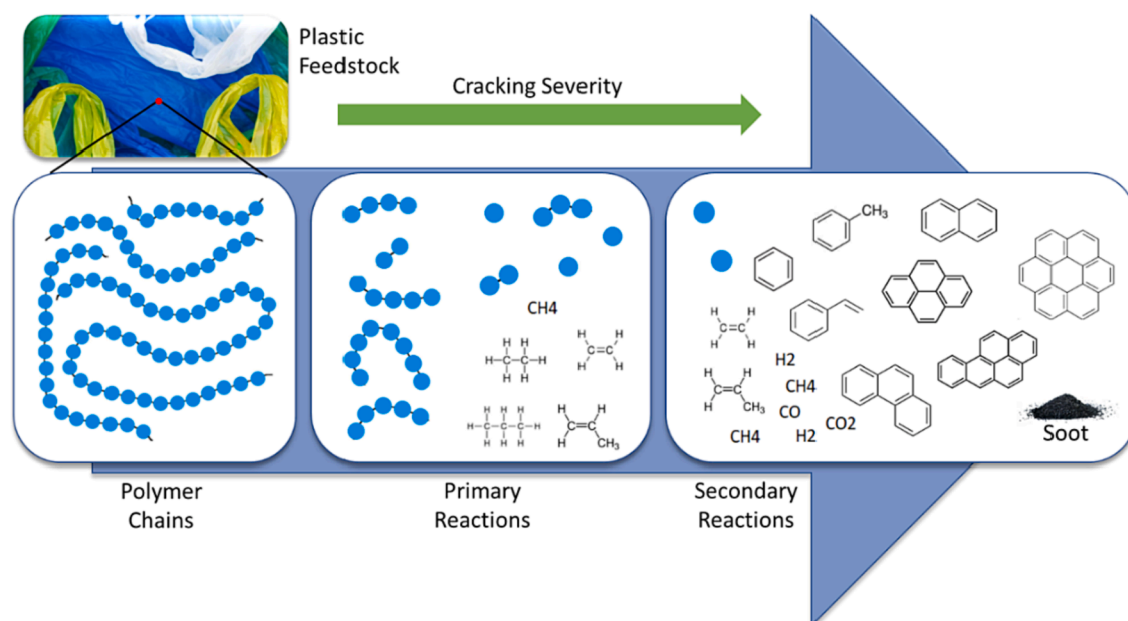 Plastic
Feedstock
Cracking Severity
CH4
H H
H C C H
H H
H H
C=C
H H
H H H
H C C C H
H H H
H H
C=C
H CH₃
CH₃
H H
C=C
H H
H2
H H
C=C
H CH₃
CH4
CO
CO2
CH4
H2
Soot
Polymer
Chains
Primary
Reactions
Secondary
Reactions